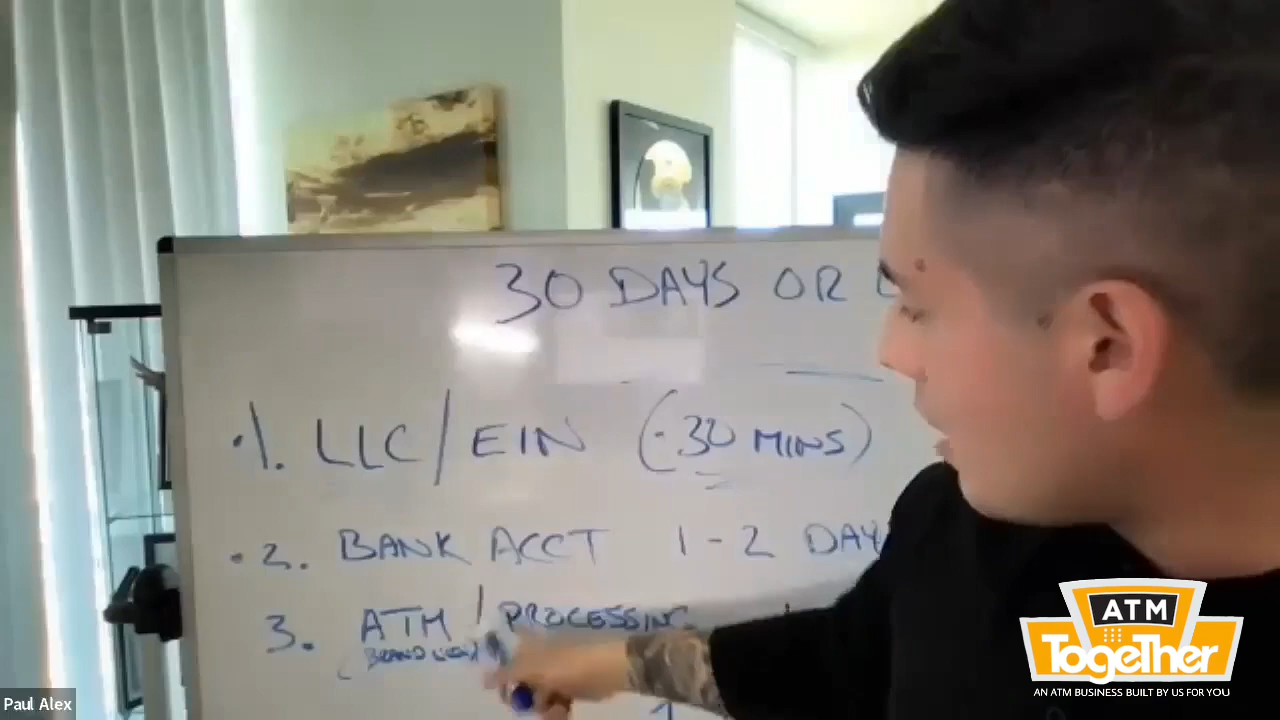 30 DAYS OR
1. LLC/EIN (-30 MINS)
2. BANK ACCT 1-2 DAY
3. ATM / PROCESSING
ATM
TogeTher
AN ATM BUSINESS BUILT BY US FOR YOU
Paul Alex